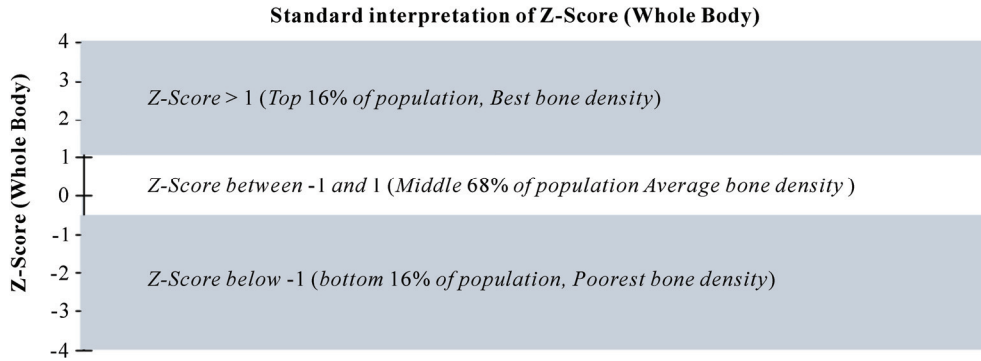 Standard interpretation of Z-Score (Whole Body)
Z-Score (Whole Body)
4
3
2
1
0
-1
-2
-3
-4
Z-Score > 1 (Top 16% of population, Best bone density)
Z-Score between -1 and 1 (Middle 68% of population Average bone density )
Z-Score below -1 (bottom 16% of population, Poorest bone density)